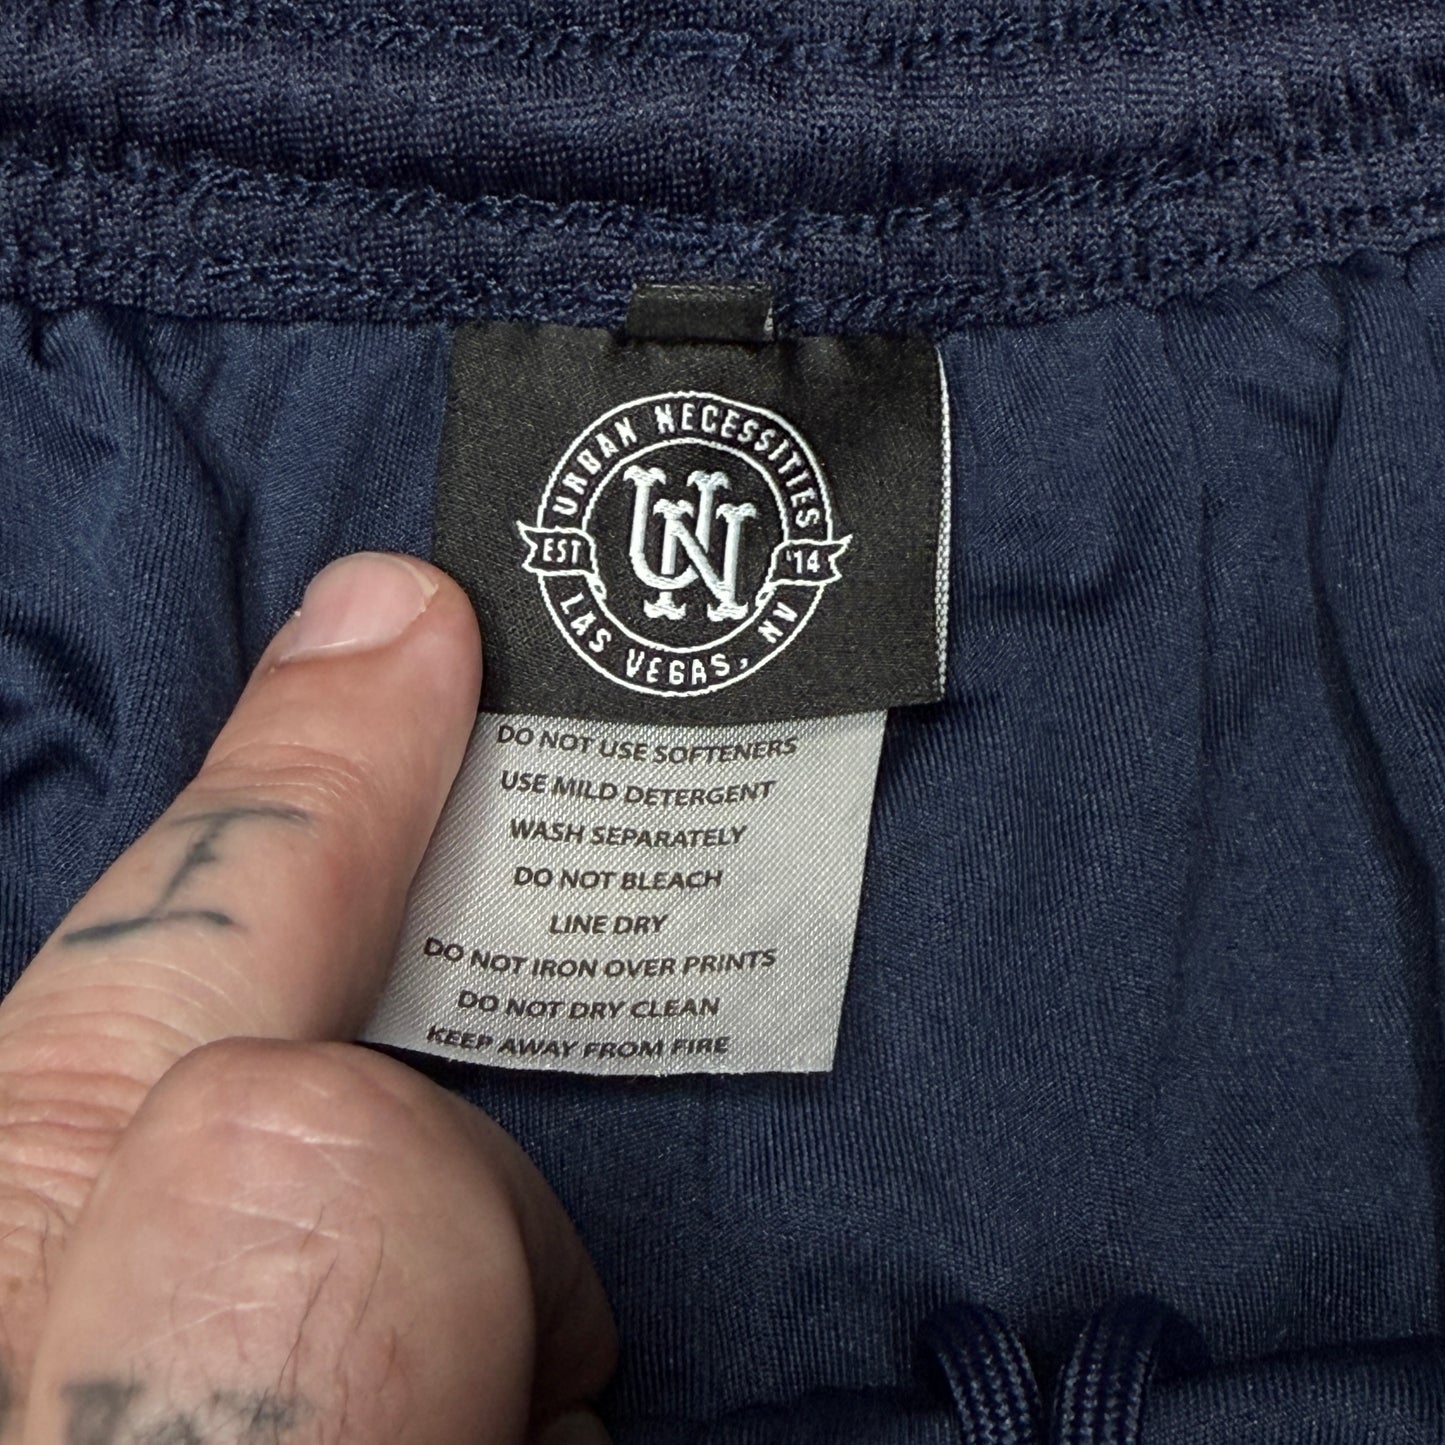 URBAN NECESSITIES
UN
EST '14
LAS VEGAS, NV
DO NOT USE SOFTENERS
USE MILD DETERGENT
WASH SEPARATELY
DO NOT BLEACH
LINE DRY
DO NOT IRON OVER PRINTS
DO NOT DRY CLEAN
KEEP AWAY FROM FIRE